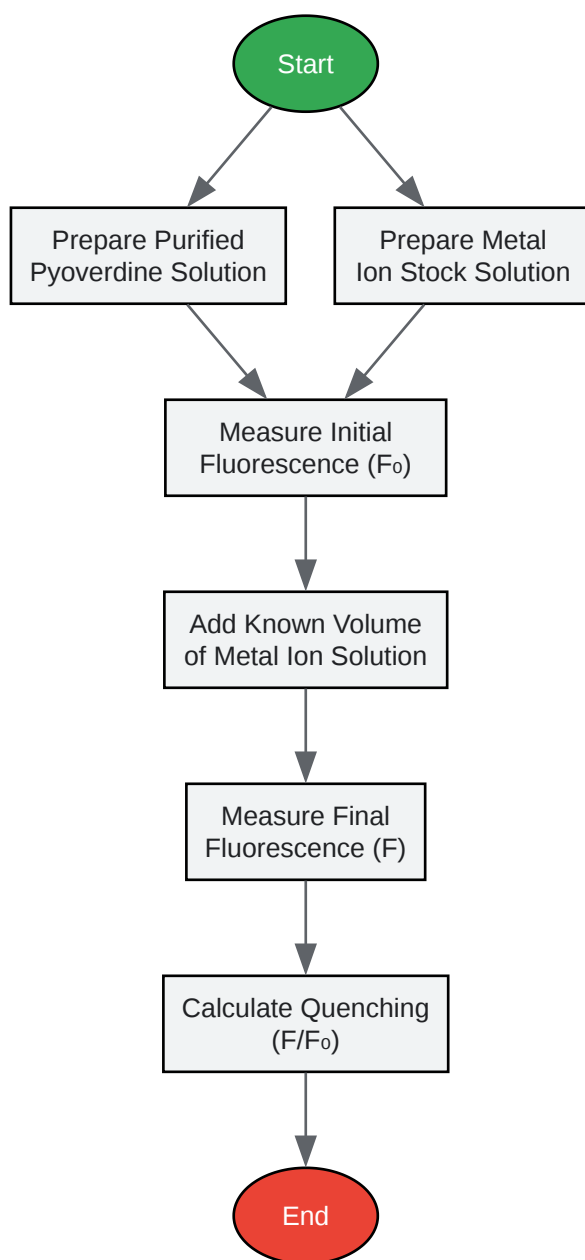 Start
Prepare Purified
Pyoverdine Solution
Prepare Metal
Ion Stock Solution
Measure Initial
Fluorescence (F₀)
Add Known Volume
of Metal Ion Solution
Measure Final
Fluorescence (F)
Calculate Quenching
(F/F₀)
End